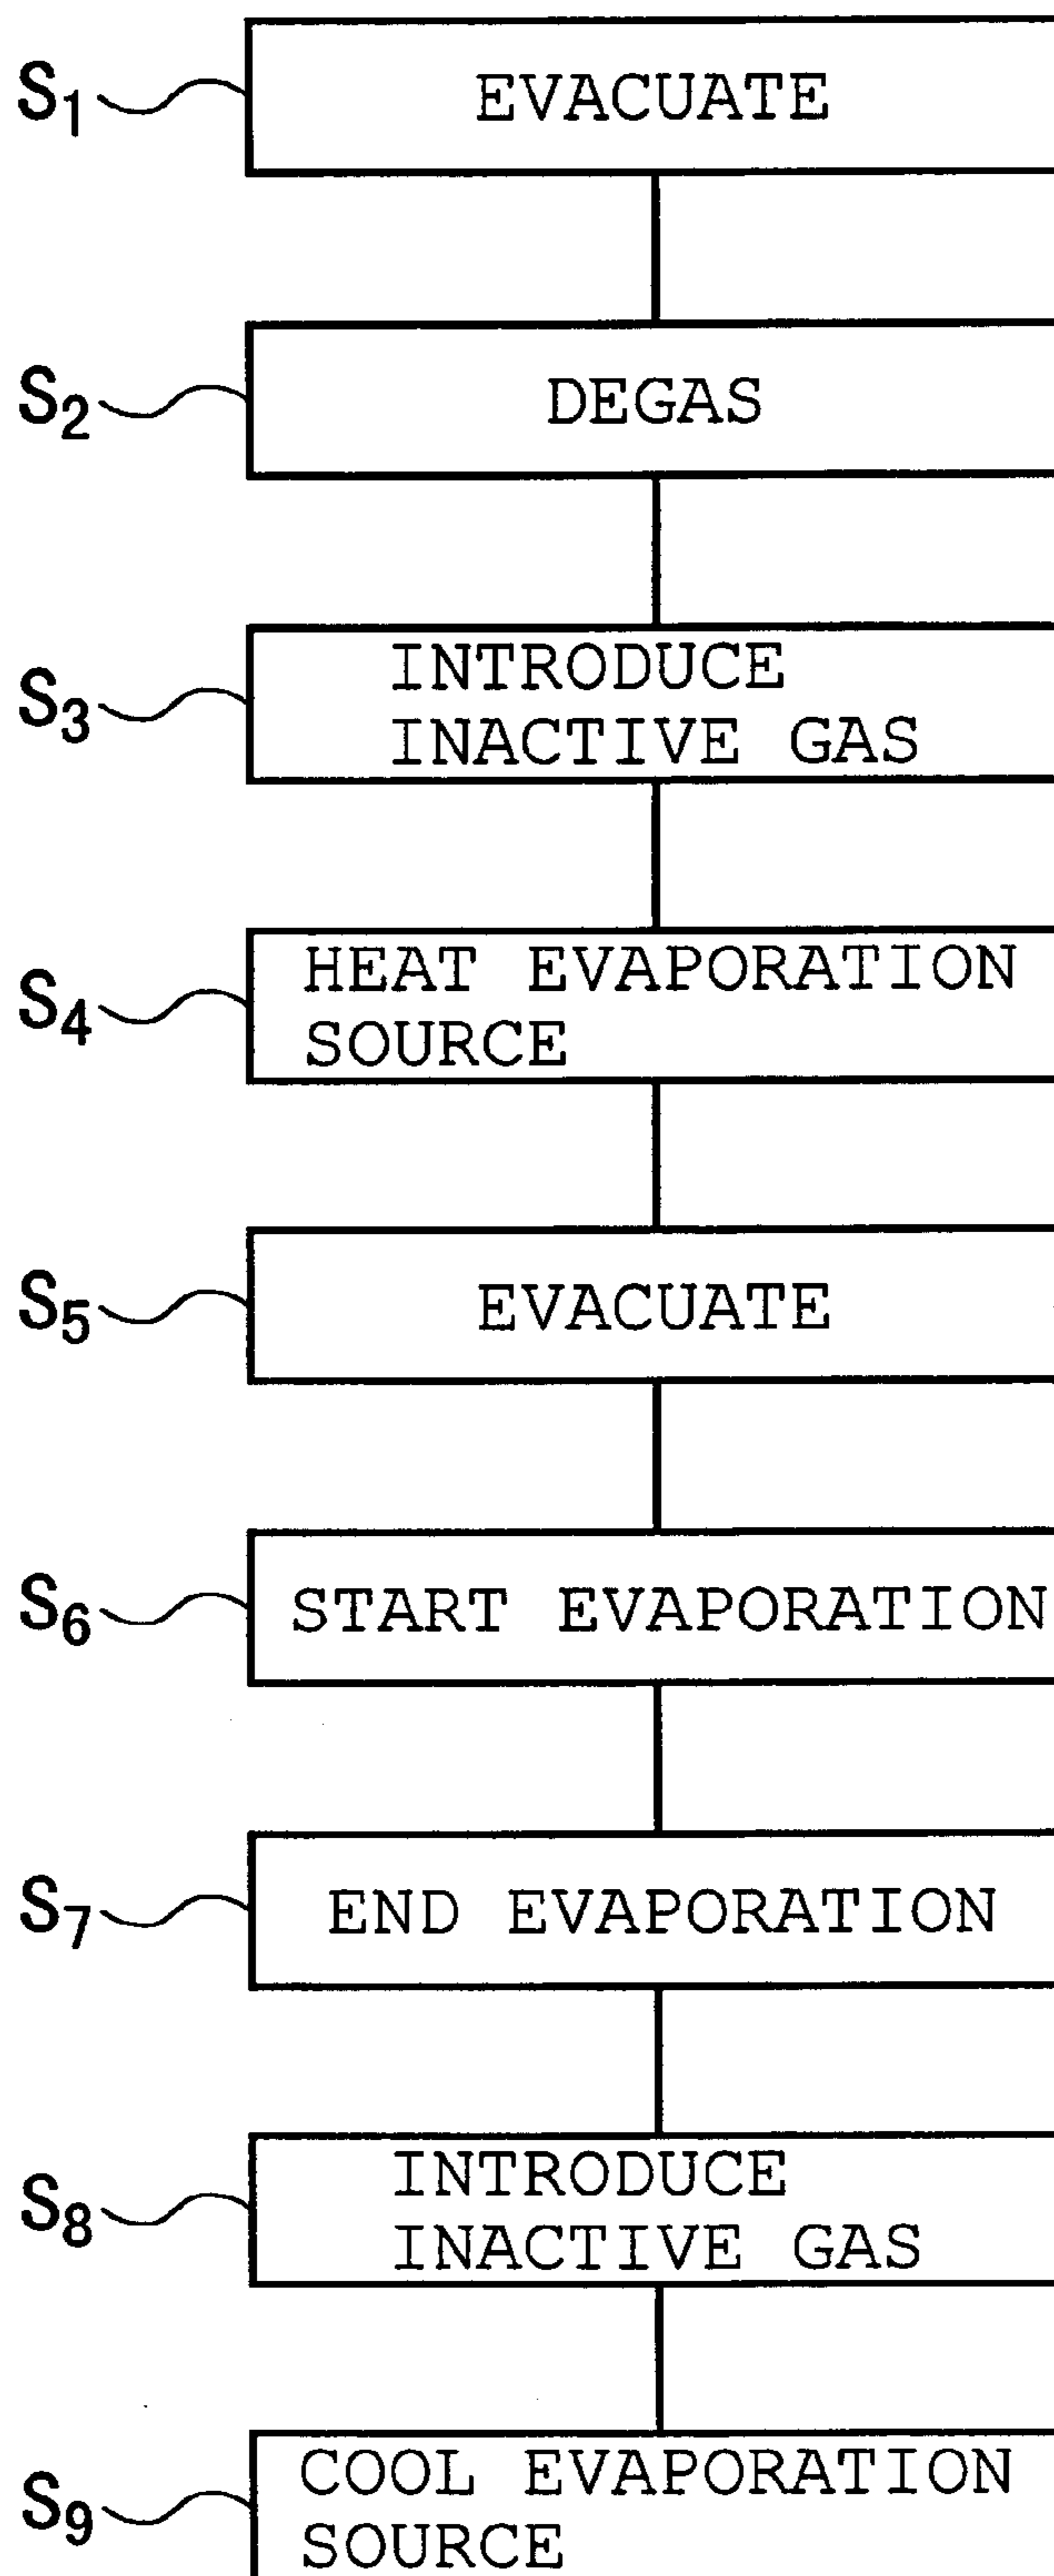 S1 EVACUATE
S2 DEGAS
S3 INTRODUCE
INACTIVE GAS
S4 HEAT EVAPORATION
SOURCE
S5 EVACUATE
S6 START EVAPORATION
S7 END EVAPORATION
S8 INTRODUCE
INACTIVE GAS
S9 COOL EVAPORATION
SOURCE